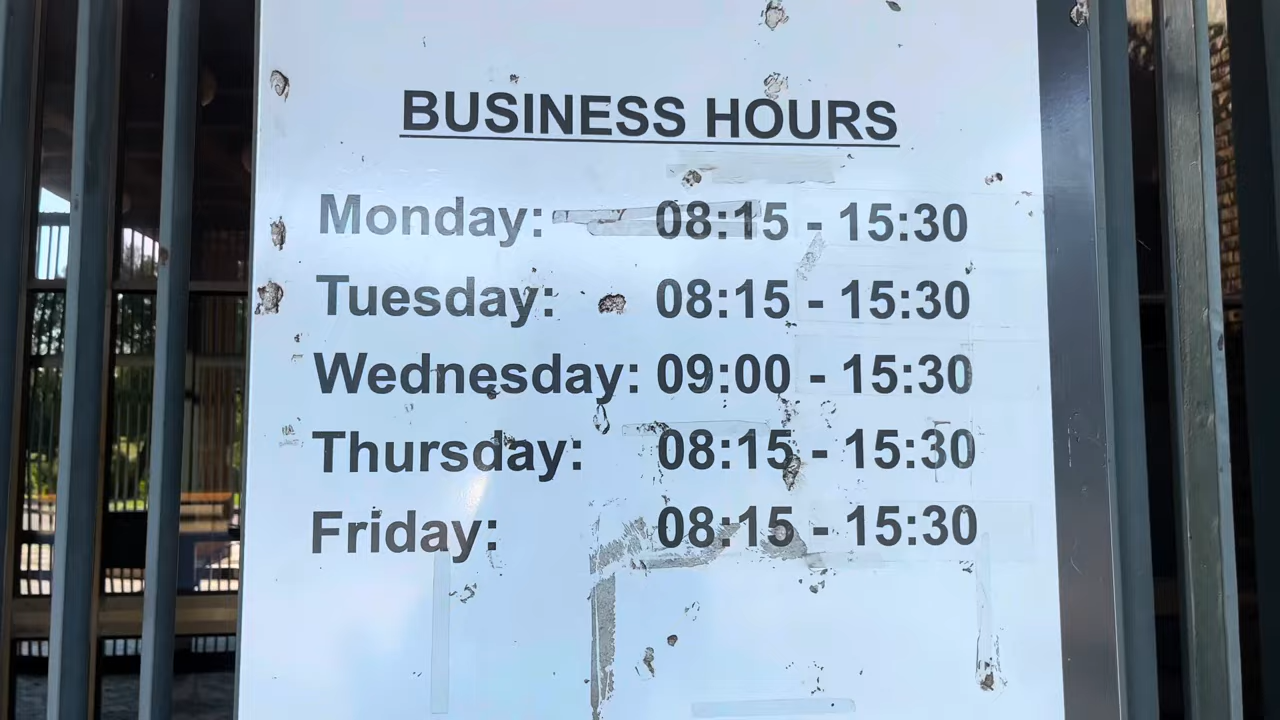 BUSINESS HOURS
Monday: 08:15 - 15:30
Tuesday: 08:15 - 15:30
Wednesday: 09:00 - 15:30
Thursday: 08:15 - 15:30
Friday: 08:15 - 15:30